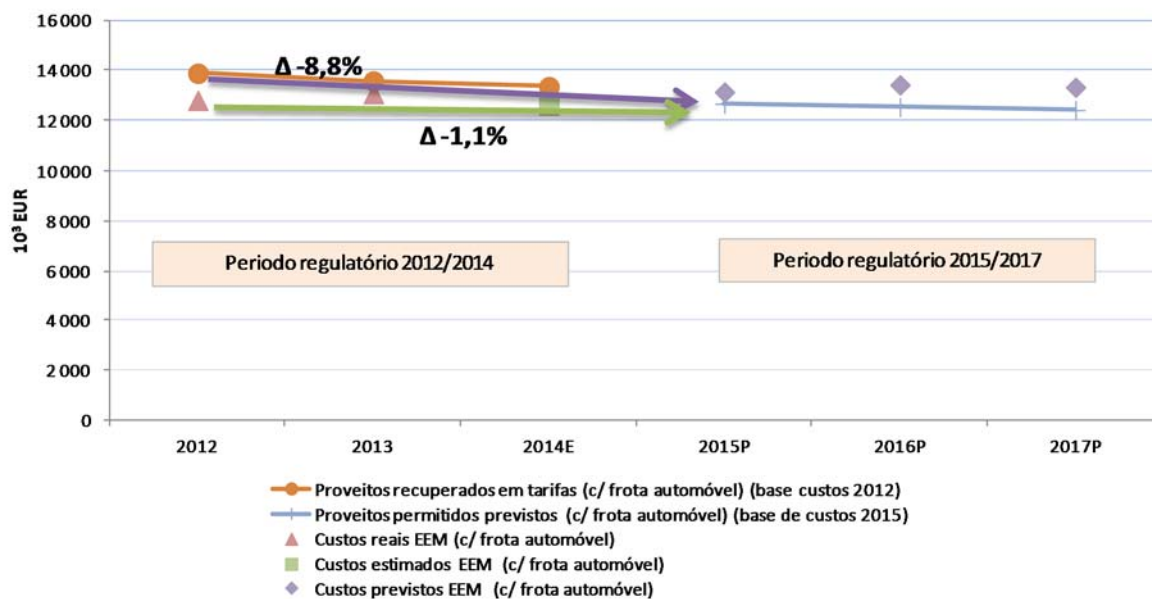 16 000
14 000
12 000
10 000
8 000
6 000
4 000
2 000
0
10³ EUR
Δ -8,8%
Δ -1,1%
Periodo regulatório 2012/2014
Periodo regulatório 2015/2017
2012 2013 2014E 2015P 2016P 2017P
Proveitos recuperados em tarifas (c/ frota automóvel) (base custos 2012)
Proveitos permitidos previstos (c/ frota automóvel) (base de custos 2015)
Custos reais EEM (c/ frota automóvel)
Custos estimados EEM (c/ frota automóvel)
Custos previstos EEM (c/ frota automóvel)